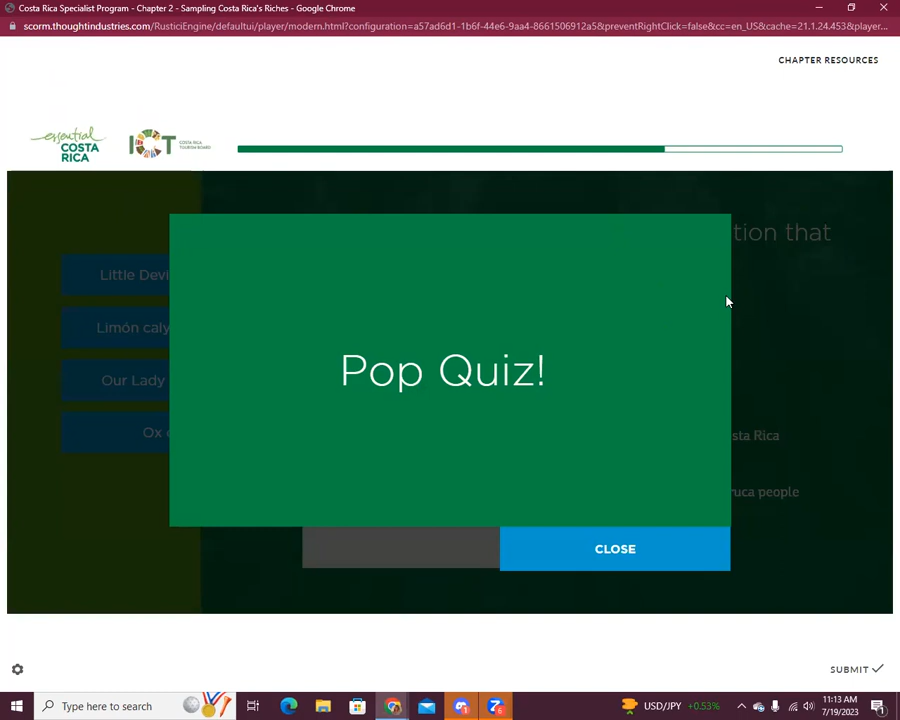 Costa Rica Specialist Program - Chapter 2 - Sampling Costa Rica's Riches - Google Chrome
scorm.thoughtindustries.com/RusticiEngine/defaultui/player/modern.html?configuration=a57ad6d1-1b6f-44e6-9aa4-8661506912a5&preventRightClick=false&cc=en_US&cache=21.1.24.453&player...
CHAPTER RESOURCES
essential
COSTA
RICA
ICT
COSTA RICA
TOURISM BOARD
tion that
Little Devi
Limón caly
Pop Quiz!
Our Lady
Ox
sta Rica
ruca people
CLOSE
SUBMIT
Type here to search
USD/JPY +0.53%
11:13 AM
7/19/2023